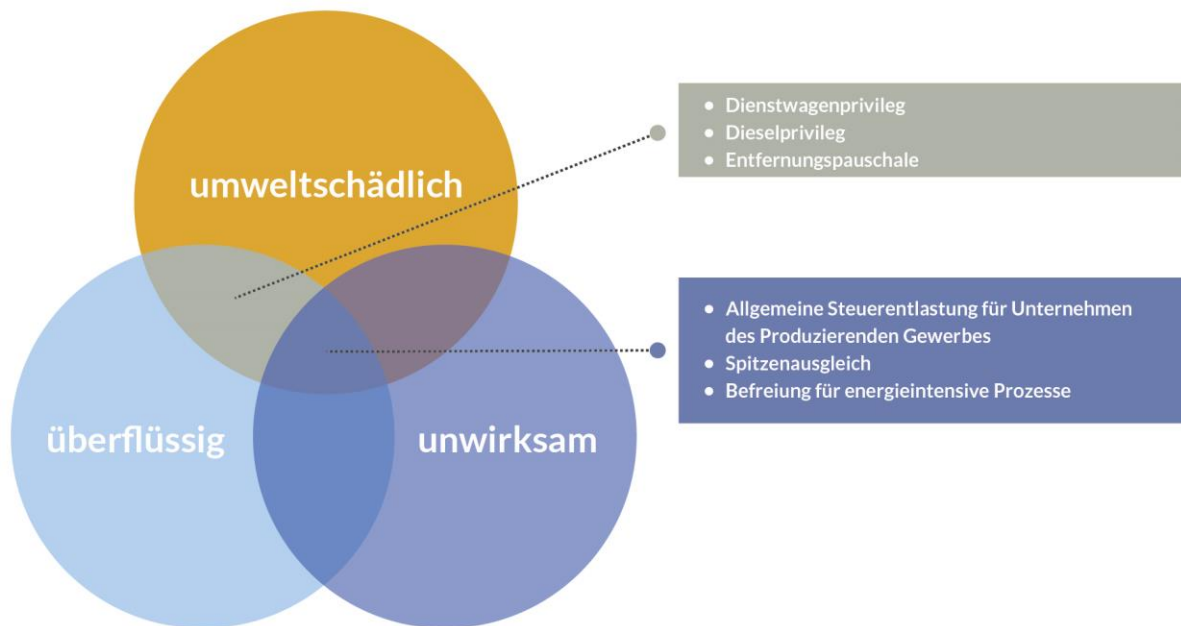 umweltschädlich
überflüssig
unwirksam
• Dienstwagenprivileg
• Dieselprivileg
• Entfernungspauschale
• Allgemeine Steuerentlastung für Unternehmen
des Produzierenden Gewerbes
• Spitzenausgleich
• Befreiung für energieintensive Prozesse